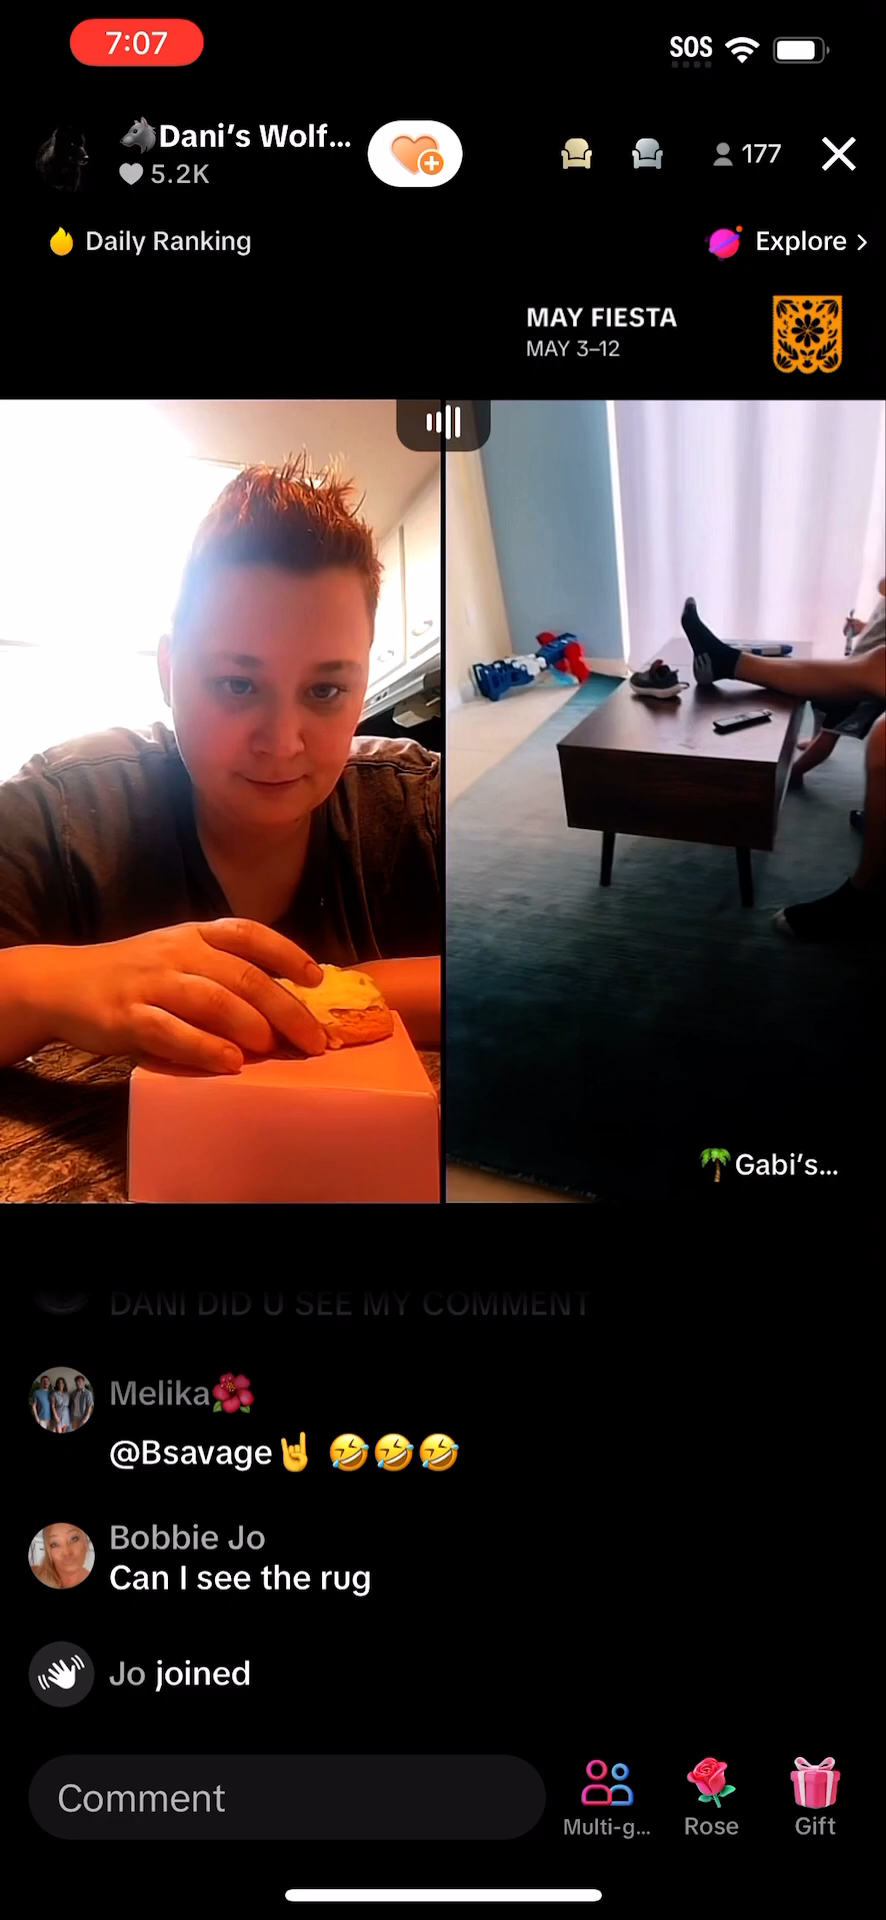 7:07
SOS
🐺Dani's Wolf...
5.2K
177
Daily Ranking
Explore >
MAY FIESTA
MAY 3–12
🌴Gabi's...
DANI DID U SEE MY COMMENT
Melika🌺
@Bsavage🤘 🤣🤣🤣
Bobbie Jo
Can I see the rug
Jo joined
Comment
Multi-g...
Rose
Gift